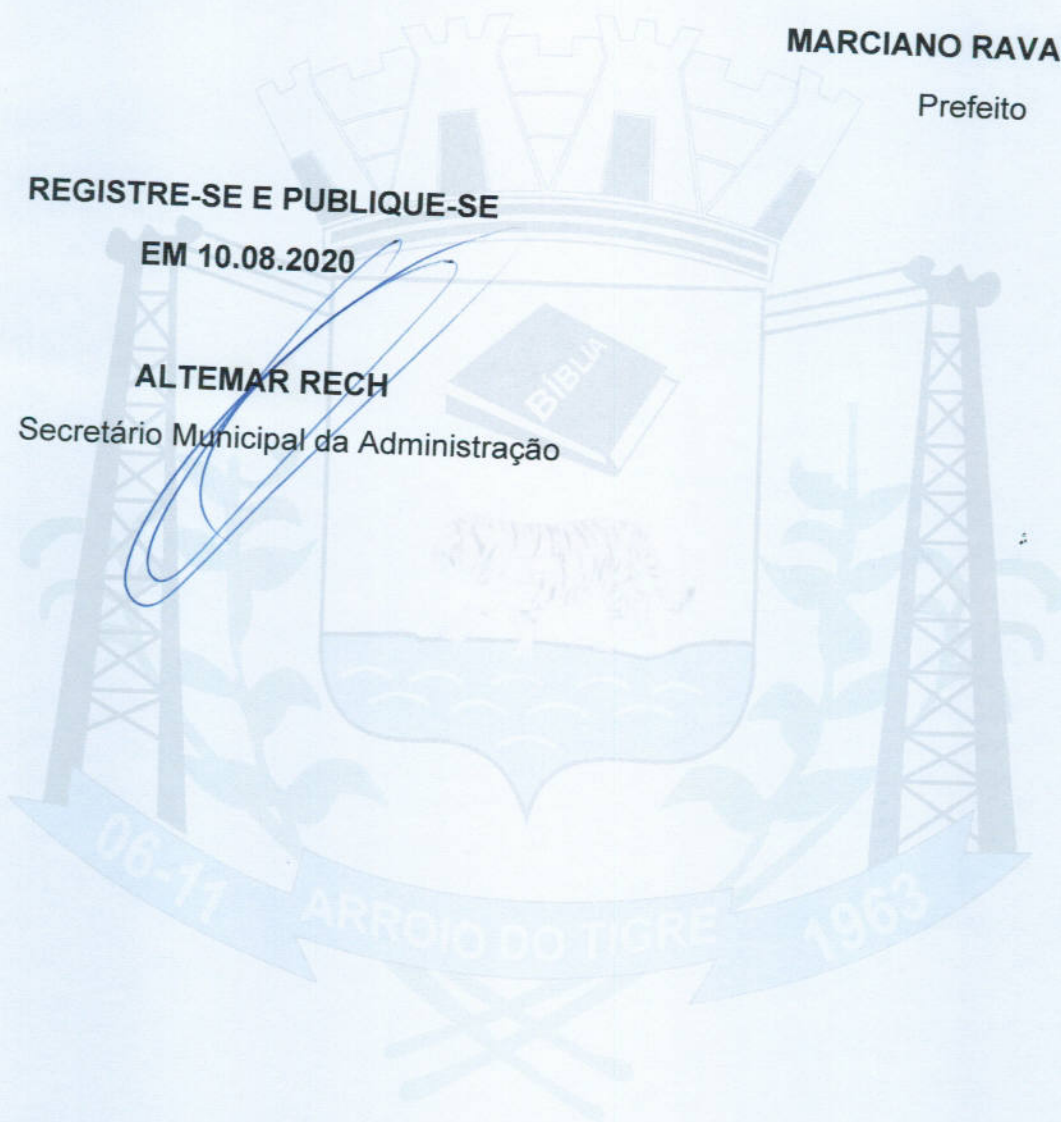 MARCIANO RAVA
Prefeito
REGISTRE-SE E PUBLIQUE-SE
EM 10.08.2020
ALTEMAR RECH
Secretário Municipal da Administração
BÍBLIA
06-11
ARROIO DO TIGRE
1963